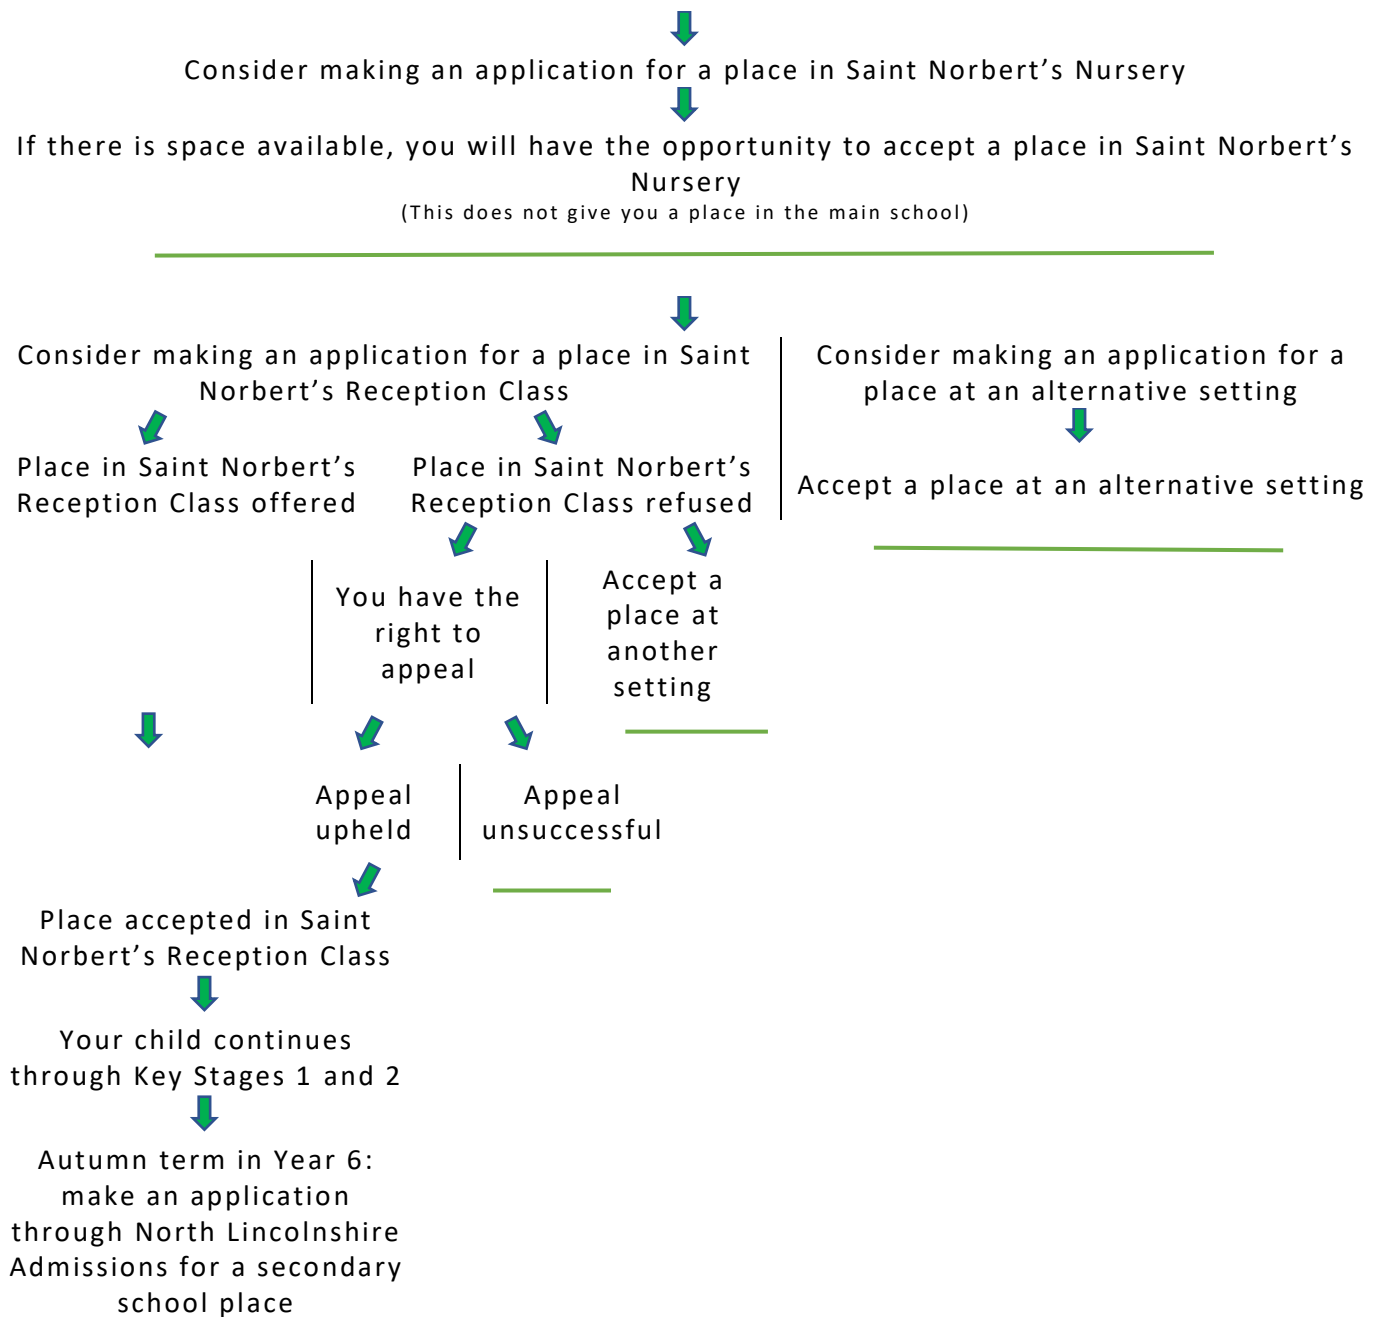 Consider making an application for a place in Saint Norbert’s Nursery
If there is space available, you will have the opportunity to accept a place in Saint Norbert’s
Nursery
(This does not give you a place in the main school)
Consider making an application for a place in Saint
Norbert’s Reception Class
Consider making an application for a
place at an alternative setting
Place in Saint Norbert’s
Reception Class offered
Place in Saint Norbert’s
Reception Class refused
Accept a place at an alternative setting
You have the
right to
appeal
Accept a
place at
another
setting
Appeal
upheld
Appeal
unsuccessful
Place accepted in Saint
Norbert’s Reception Class
Your child continues
through Key Stages 1 and 2
Autumn term in Year 6:
make an application
through North Lincolnshire
Admissions for a secondary
school place